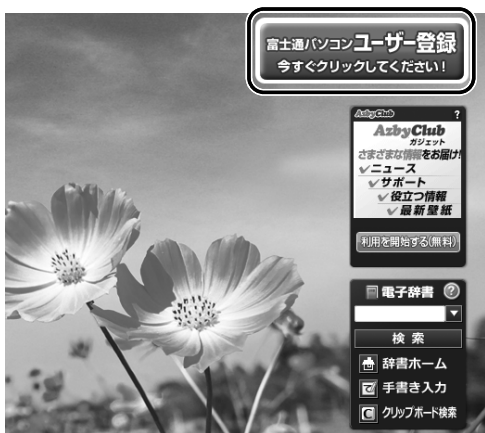 富士通パソコンユーザー登録
今すぐクリックしてください!
AzbyClub ?
AzbyClub
ガジェット
さまざまな情報をお届け!
ニュース
サポート
役立つ情報
最新壁紙
利用を開始する(無料)
電子辞書 ?
検索
辞書ホーム
手書き入力
C クリップボード検索